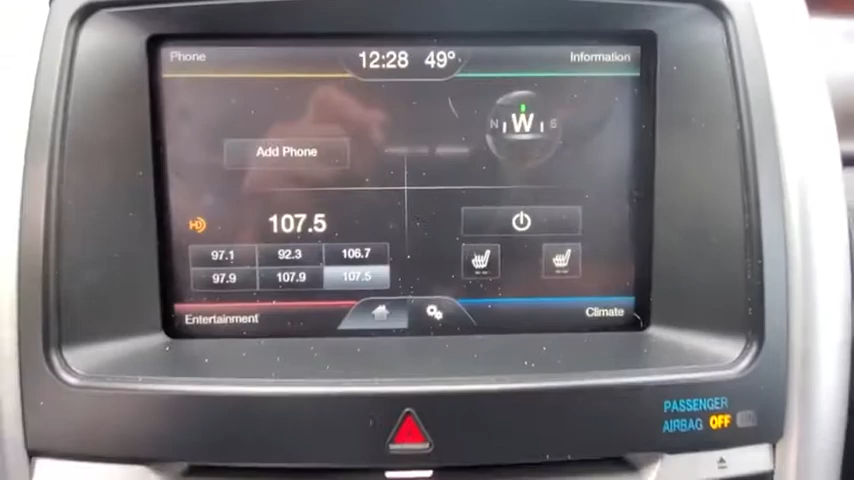 Phone
12:28 49°
Information
N W S
Add Phone
HD
107.5
97.1 92.3 106.7
97.9 107.9 107.5
Entertainment
Climate
PASSENGER
AIRBAG OFF